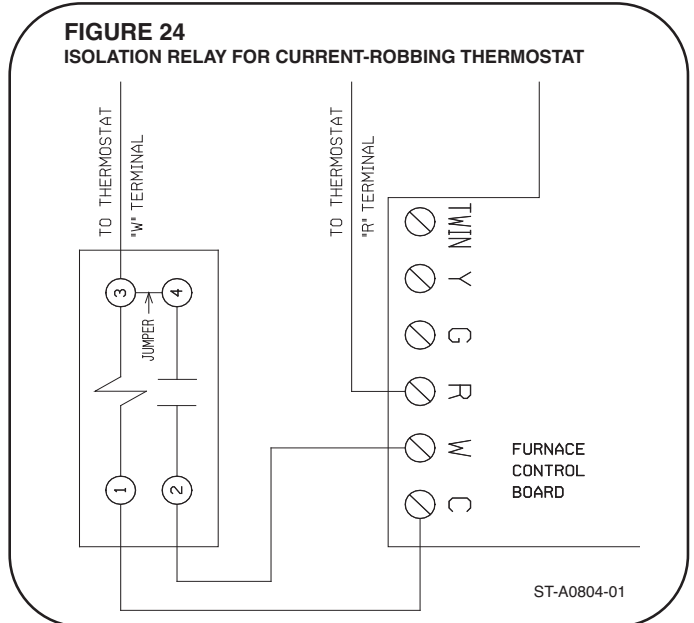 FIGURE 24
ISOLATION RELAY FOR CURRENT-ROBBING THERMOSTAT
TO THERMOSTAT
"W" TERMINAL
TO THERMOSTAT
"R" TERMINAL
3
4
JUMPER
1
2
TWIN
Y
G
R
W
C
FURNACE
CONTROL
BOARD
ST-A0804-01